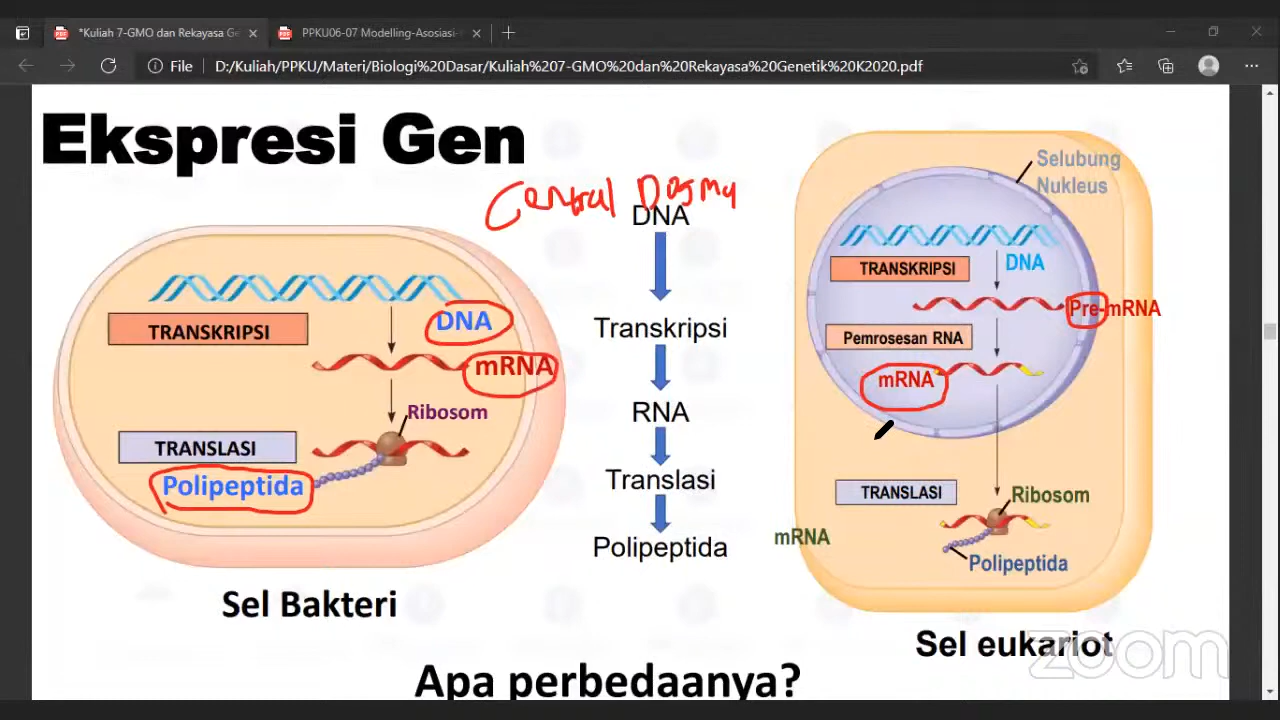 *Kuliah 7-GMO dan Rekayasa Ge
PPKU06-07 Modelling-Asosiasi-
File D:/Kuliah/PPKU/Materi/Biologi%20Dasar/Kuliah%207-GMO%20dan%20Rekayasa%20Genetik%20K2020.pdf
Ekspresi Gen
Central Dogma
DNA
Transkripsi
RNA
Translasi
Polipeptida
TRANSKRIPSI
DNA
mRNA
Ribosom
TRANSLASI
Polipeptida
Sel Bakteri
Selubung
Nukleus
TRANSKRIPSI
DNA
Pre-mRNA
Pemrosesan RNA
mRNA
TRANSLASI
Ribosom
mRNA
Polipeptida
Sel eukariot
zoom
Apa perbedaanya?